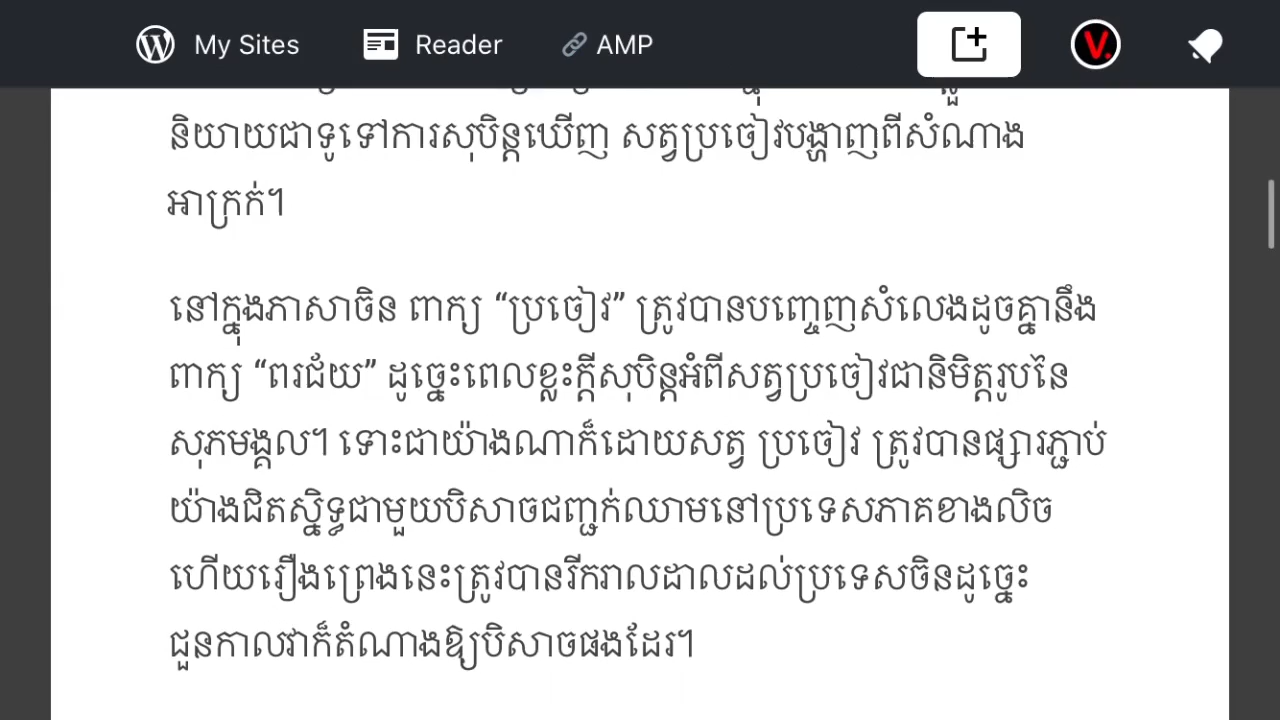 My Sites
Reader
AMP
V.
និយាយជាទូទៅការសុបិន្តឃើញ សត្វប្រចៀវបង្ហាញពីសំណាង
អាក្រក់។
នៅក្នុងភាសាចិន ពាក្យ “ប្រចៀវ” ត្រូវបានបញ្ចេញសំលេងដូចគ្នានឹង
ពាក្យ “ពរជ័យ” ដូច្នេះពេលខ្លះក្តីសុបិន្តអំពីសត្វប្រចៀវជានិមិត្តរូបនៃ
សុភមង្គល។ ទោះជាយ៉ាងណាក៏ដោយសត្វ ប្រចៀវ ត្រូវបានផ្សារភ្ជាប់
យ៉ាងជិតស្និទ្ធជាមួយបិសាចជញ្ជក់ឈាមនៅប្រទេសភាគខាងលិច
ហើយរឿងព្រេងនេះត្រូវបានរីករាលដាលដល់ប្រទេសចិនដូច្នេះ
ជួនកាលវាក៏តំណាងឱ្យបិសាចផងដែរ។